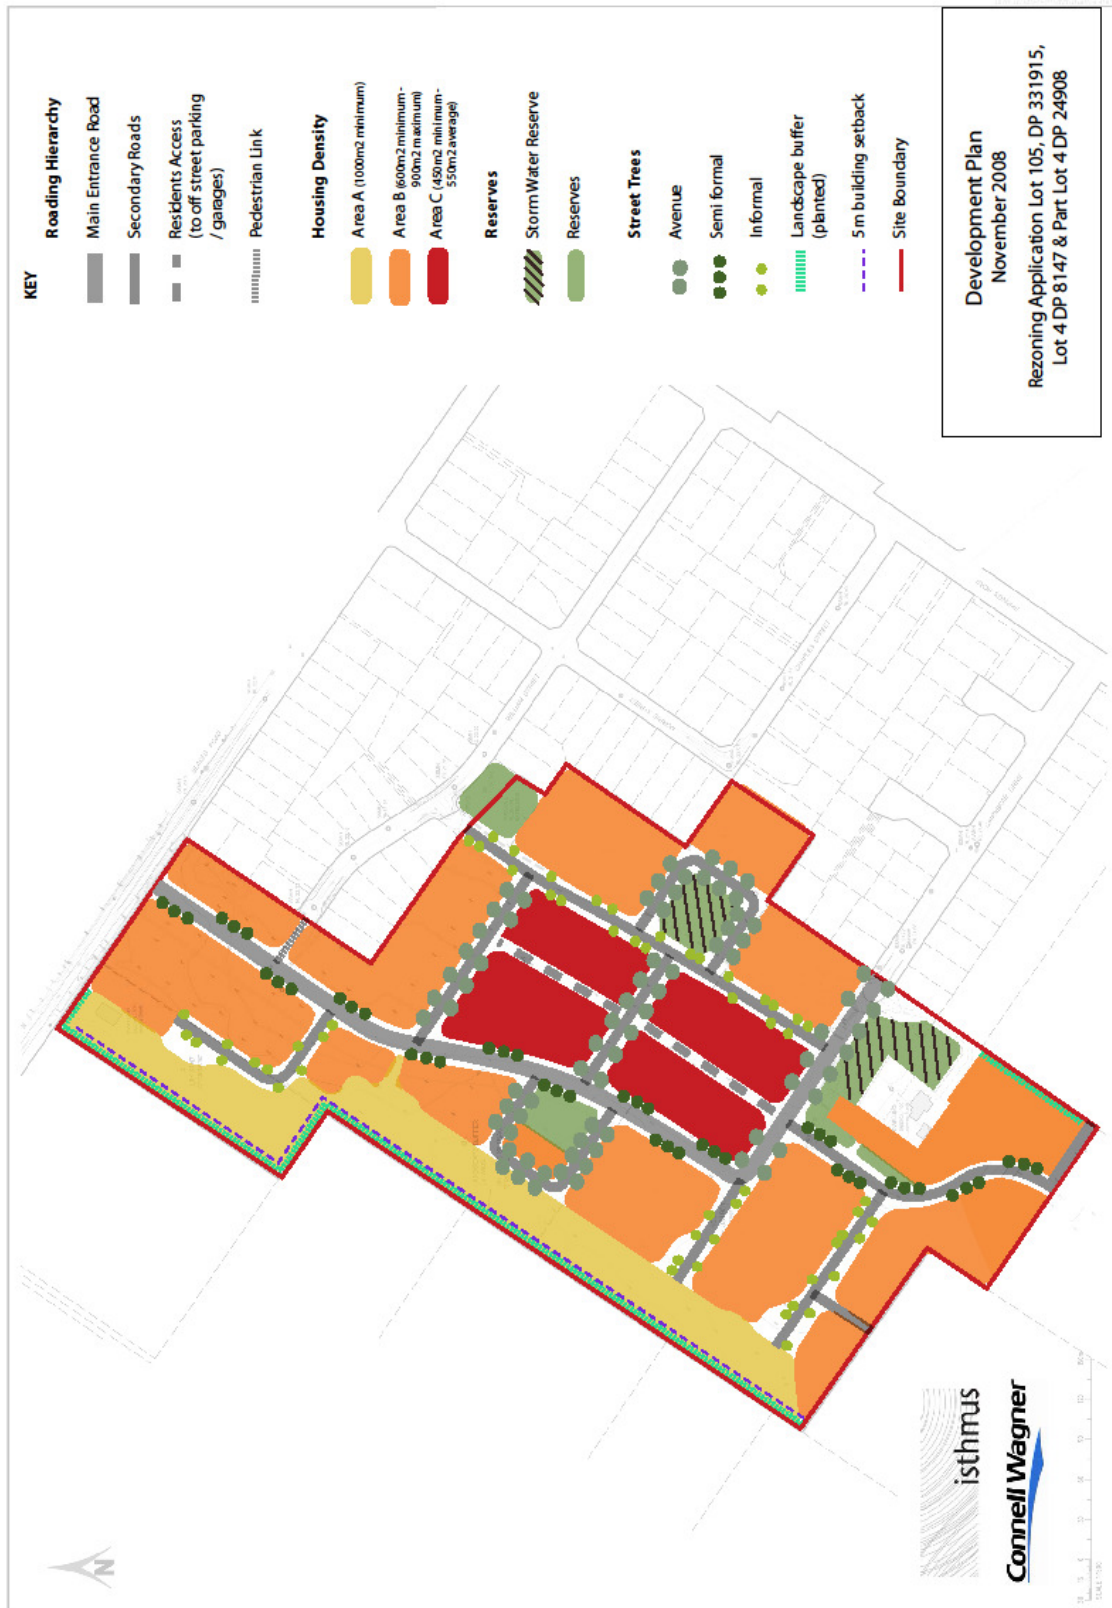 KEY
Roading Hierarchy
Main Entrance Road
Secondary Roads
Residents Access
(to off street parking
/ garages)
Pedestrian Link
Housing Density
Area A (1000m2 minimum)
Area B (600m2 minimum -
900m2 maximum)
Area C (450m2 minimum -
550m2 average)
Reserves
Storm Water Reserve
Reserves
Street Trees
Avenue
Semi formal
Informal
Landscape buffer
(planted)
5m building setback
Site Boundary
Development Plan
November 2008
Rezoning Application Lot 105, DP 331915,
Lot 4 DP 8147 & Part Lot 4 DP 24908
N
isthmus
Connell Wagner